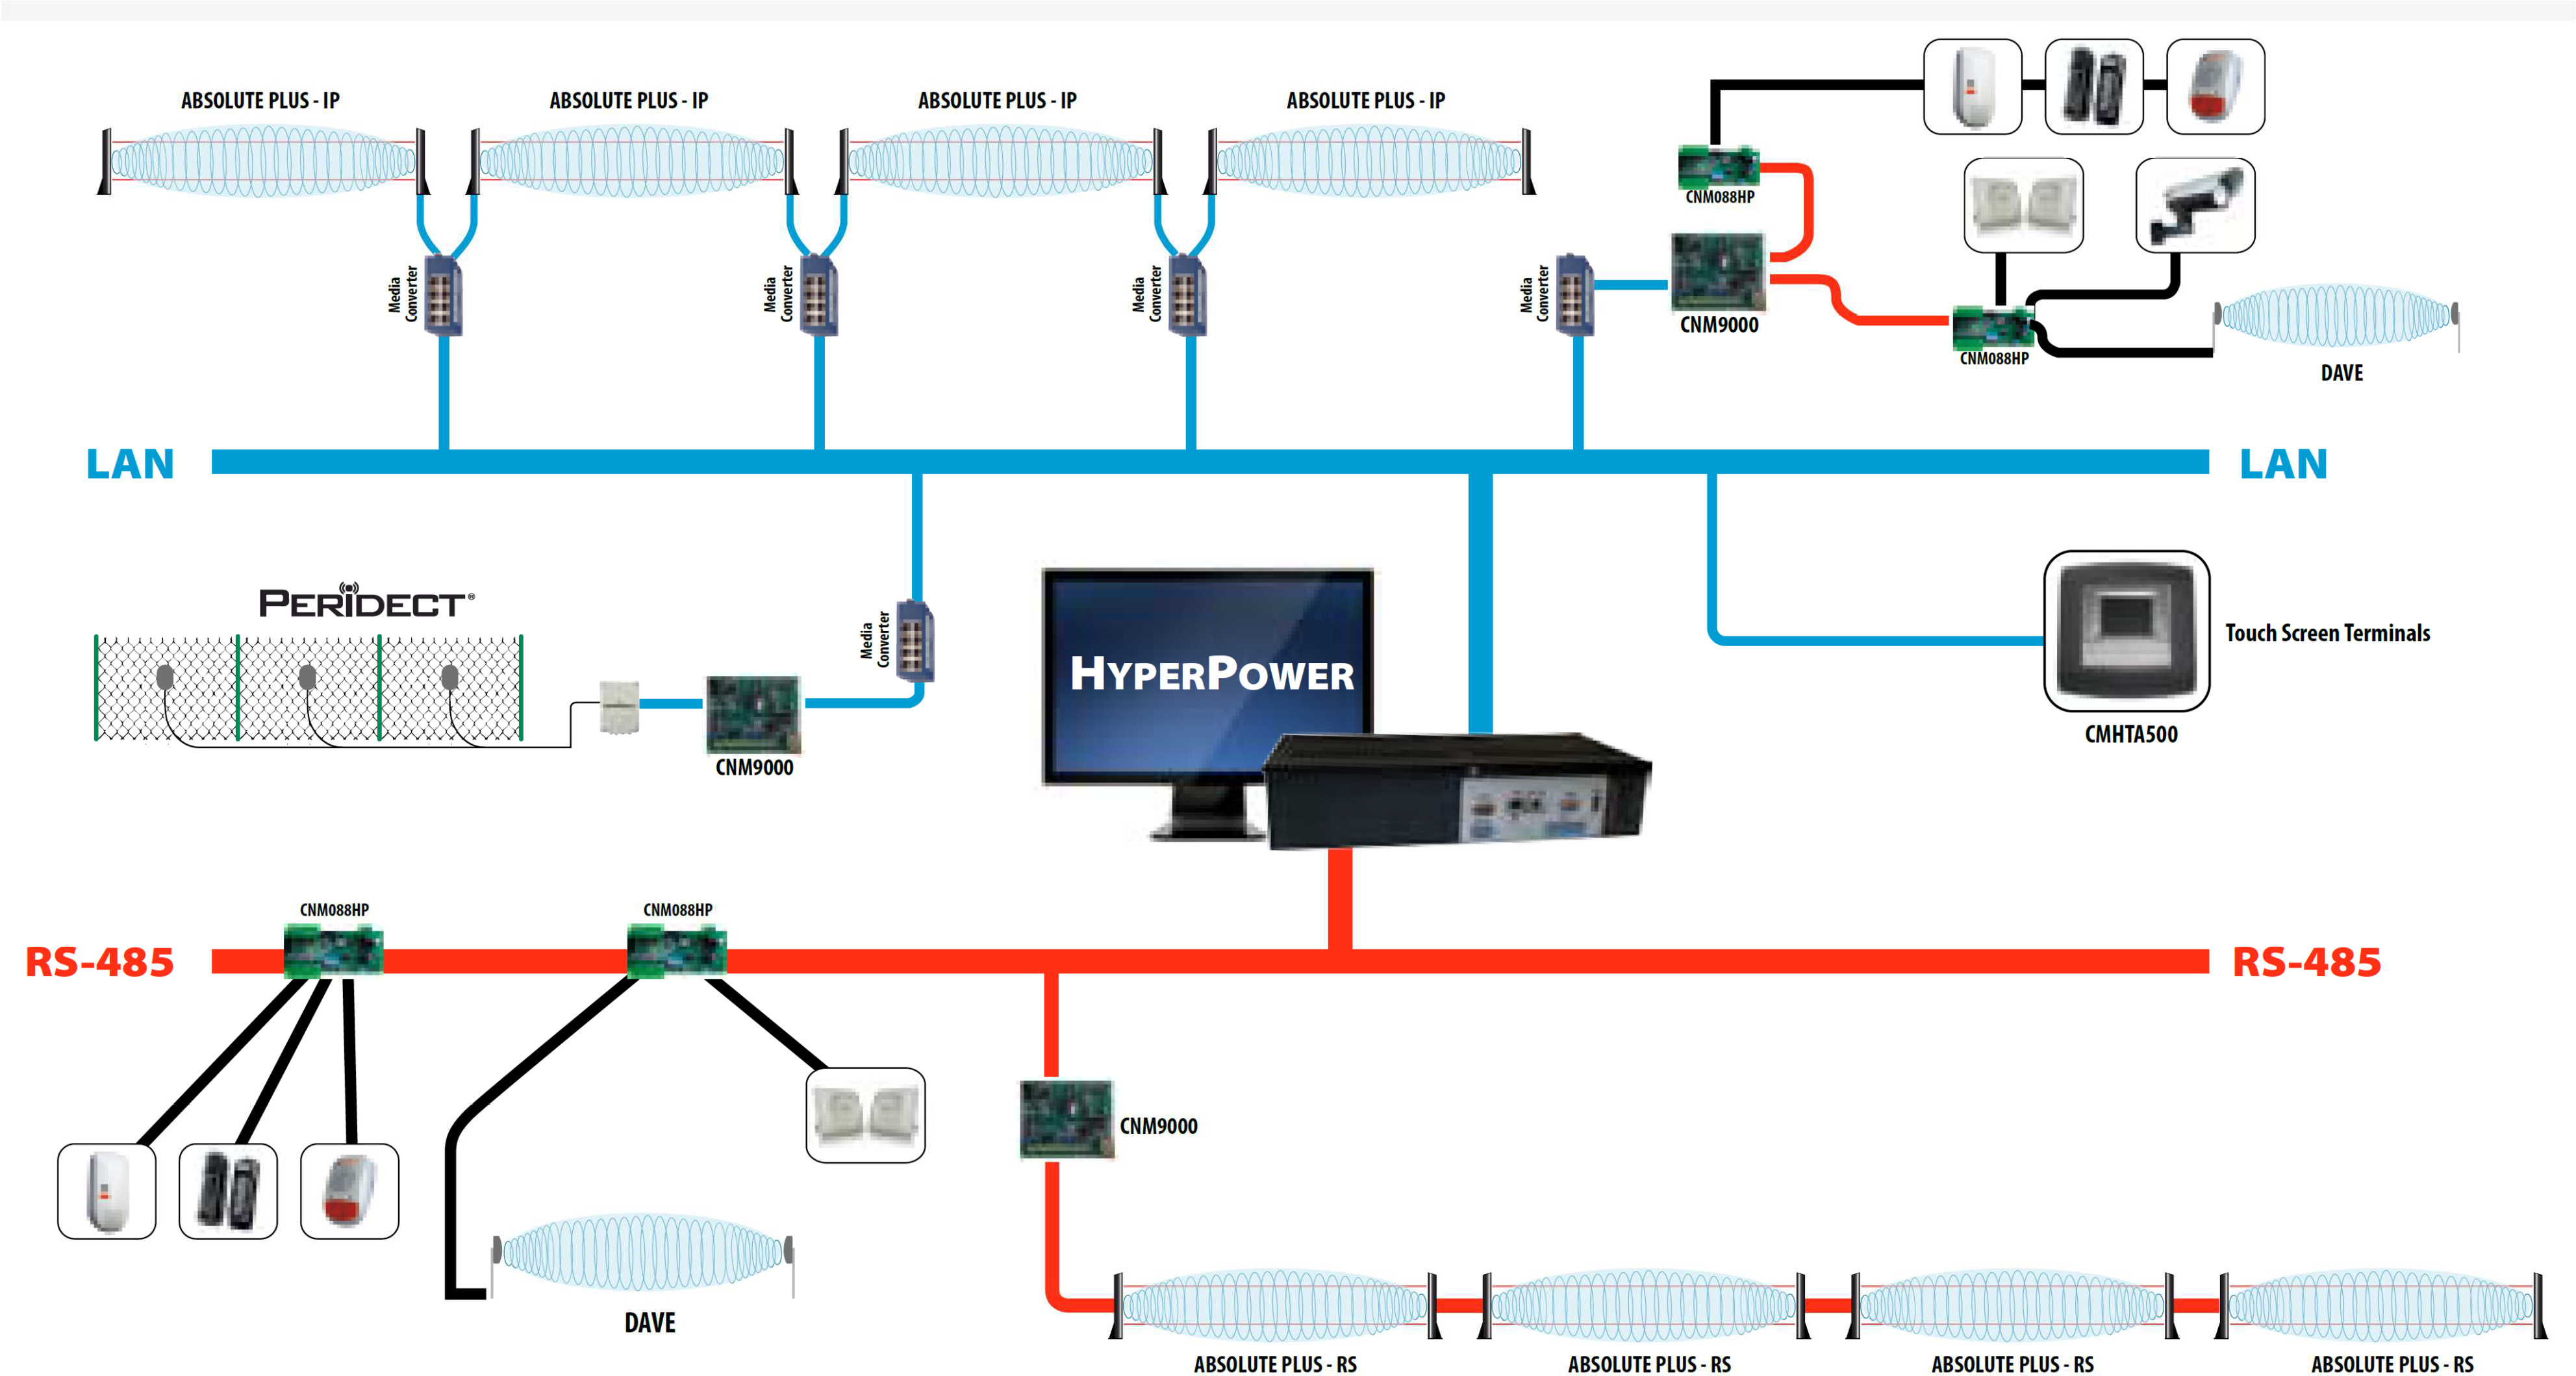 ABSOLUTE PLUS - IP
ABSOLUTE PLUS - IP
ABSOLUTE PLUS - IP
ABSOLUTE PLUS - IP
CNM088HP
Media
Converter
Media
Converter
Media
Converter
Media
Converter
CNM9000
CNM088HP
DAVE
LAN
LAN
PERIDECT®
Media
Converter
HYPERPOWER
Touch Screen Terminals
CMHTA500
CNM9000
CNM088HP
CNM088HP
RS-485
RS-485
CNM9000
DAVE
ABSOLUTE PLUS - RS
ABSOLUTE PLUS - RS
ABSOLUTE PLUS - RS
ABSOLUTE PLUS - RS